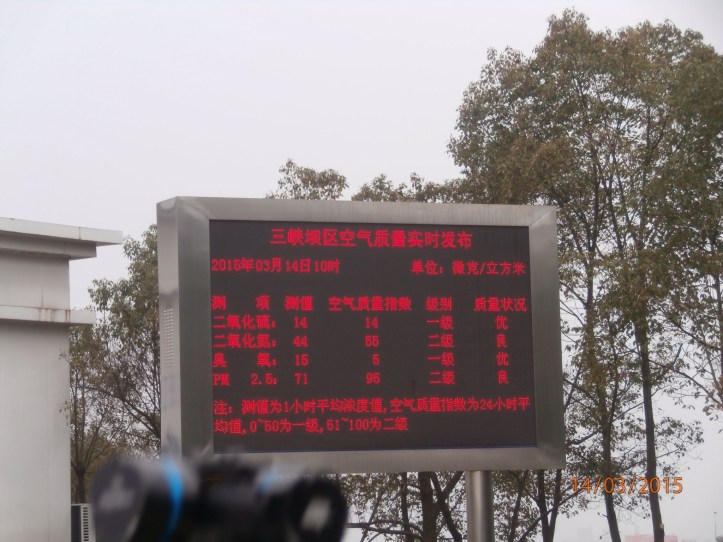 三峡坝区空气质量实时发布
2015年03月14日10时 单位：微克/立方米
测 项 测值 空气质量指数 级别 质量状况
二氧化硫：14 14 一级 优
二氧化氮：44 55 二级 良
臭 氧：15 5 一级 优
PM 2.5：71 95 二级 良
注：测值为1小时平均浓度值,空气质量指数为24小时平
均值,0~50为一级,51~100为二级
14/03/2015